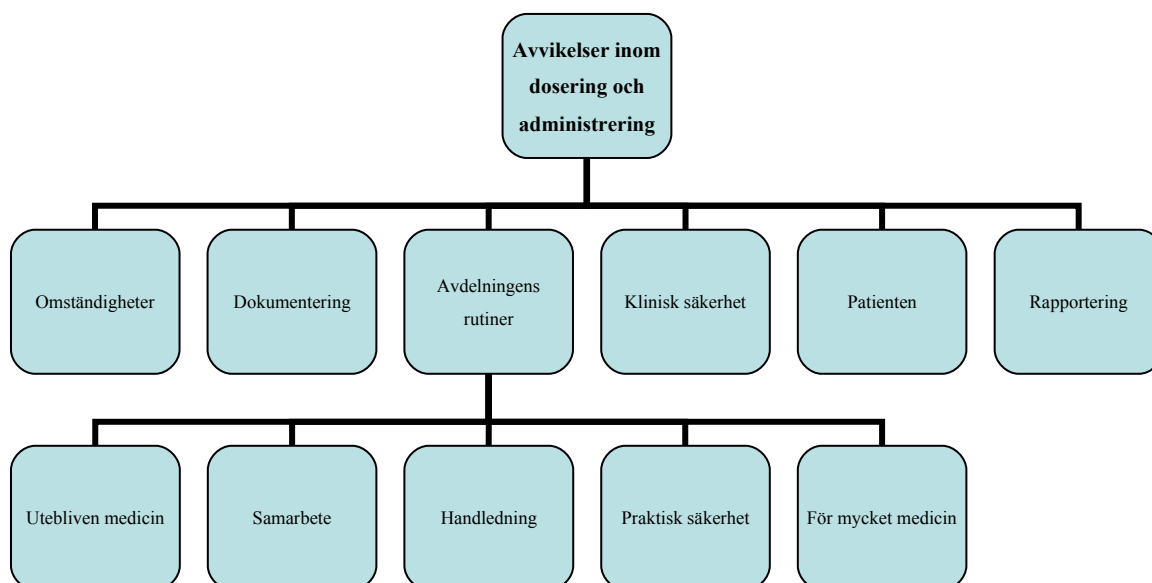 Avvikelser inom
dosering och
administrering
Omständigheter
Dokumentering
Avdelningens
rutiner
Klinisk säkerhet
Patienten
Rapportering
Utebliven medicin
Samarbete
Handledning
Praktisk säkerhet
För mycket medicin